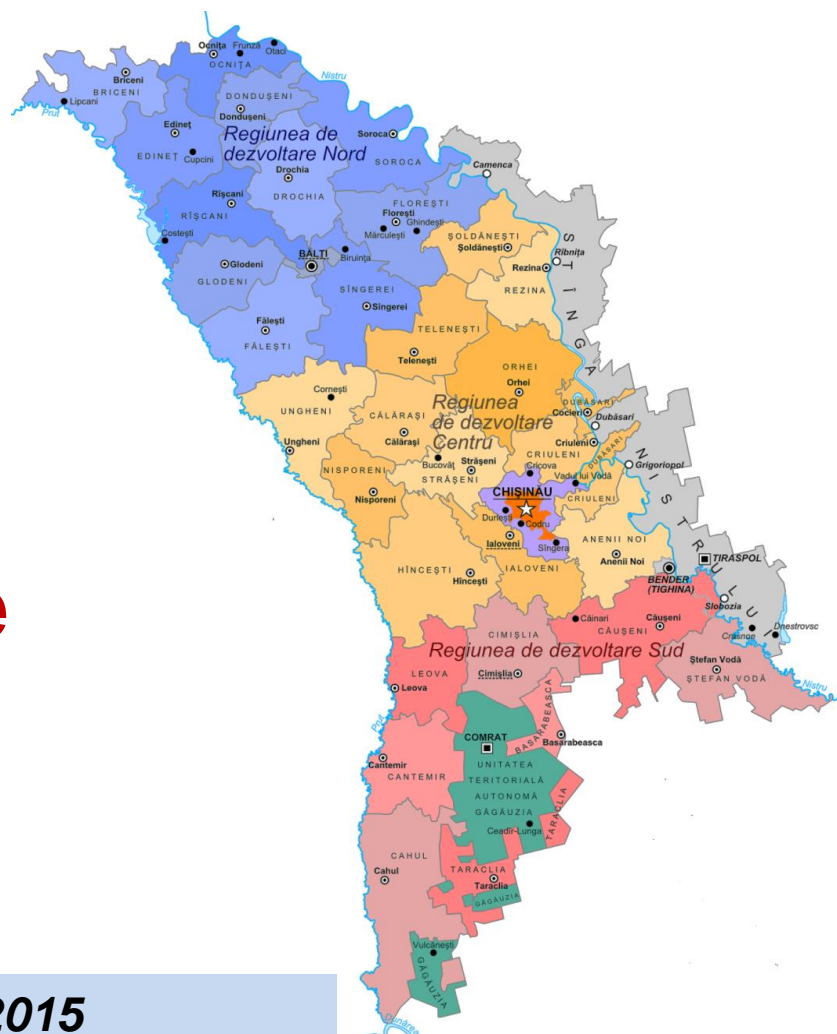 Ocnița
Frunză
Otaci
OCNIȚA
Briceni
BRICENI
Lipcani
Prut
Nistru
DONDUȘENI
Dondușeni
Edineț
EDINEȚ
Cupcini
Regiunea de
dezvoltare Nord
Soroca
SOROCA
Camenca
Drochia
DROCHIA
Rîșcani
RÎȘCANI
Costești
FLOREȘTI
Florești
Ghindești
Mărculești
ȘOLDĂNEȘTI
Șoldănești
Rîbnița
STÎNGA
NISTRULUI
Rezina
REZINA
BĂLȚI
Biruința
Glodeni
GLODENI
SÎNGEREI
Sîngerei
Fălești
FĂLEȘTI
TELENEȘTI
Telenești
ORHEI
Orhei
Cornești
UNGHENI
Ungheni
CĂLĂRAȘI
Călărași
Regiunea
de dezvoltare
Centru
DUBĂSARI
Cocieri
Dubăsari
Criuleni
CRIULENI
DUBĂSARI
Grigoriopol
Bucovăț
Strășeni
STRĂȘENI
Cricova
Vadul lui Vodă
NISPORENI
Nisporeni
CHIȘINĂU
CRIULENI
Durlești
Codru
Ialoveni
Sîngera
IALOVENI
ANENII NOI
Anenii Noi
TIRASPOL
BENDER
(TIGHINA)
HÎNCEȘTI
Hîncești
Slobozia
Crasnoe
Dnestrovsc
e
Căinari
CĂUȘENI
Căușeni
CIMIȘLIA
Cimișlia
Regiunea de dezvoltare Sud
Ștefan Vodă
ȘTEFAN VODĂ
Nistru
LEOVA
Leova
Prut
BASARABEASCA
Basarabeasca
COMRAT
UNITATEA
TERITORIALĂ
AUTONOMĂ
GĂGĂUZIA
Cantemir
CANTEMIR
TARACLIA
Ceadîr-Lunga
CAHUL
Cahul
TARACLIA
Taraclia
GĂGĂUZIA
Vulcănești
GĂGĂUZIA
2015
Dunărea